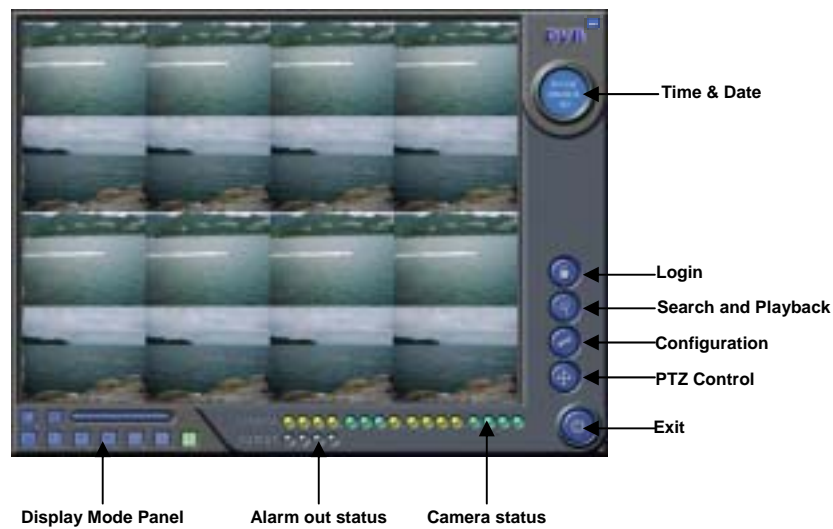 DVR
Time & Date
Login
Search and Playback
Configuration
PTZ Control
Exit
Display Mode Panel
Alarm out status
Camera status